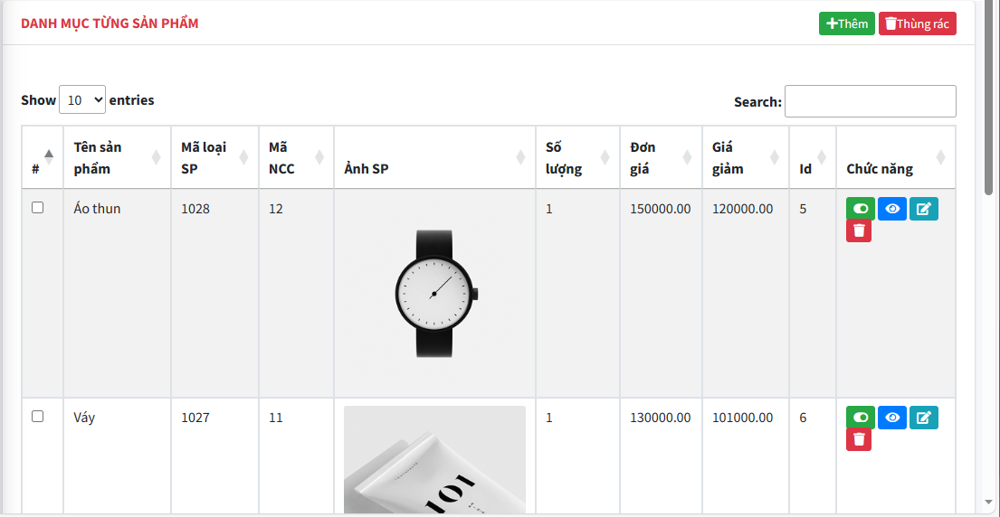 DANH MỤC TỪNG SẢN PHẨM
Thêm Thùng rác
Show 10 entries
Search:
#
Tên sản
phẩm
Mã loại
SP
Mã
NCC
Ảnh SP
Số
lượng
Đơn
giá
Giá
giảm
Id
Chức năng
Áo thun 1028 12 1 150000.00 120000.00 5
Váy 1027 11 1 130000.00 101000.00 6
101